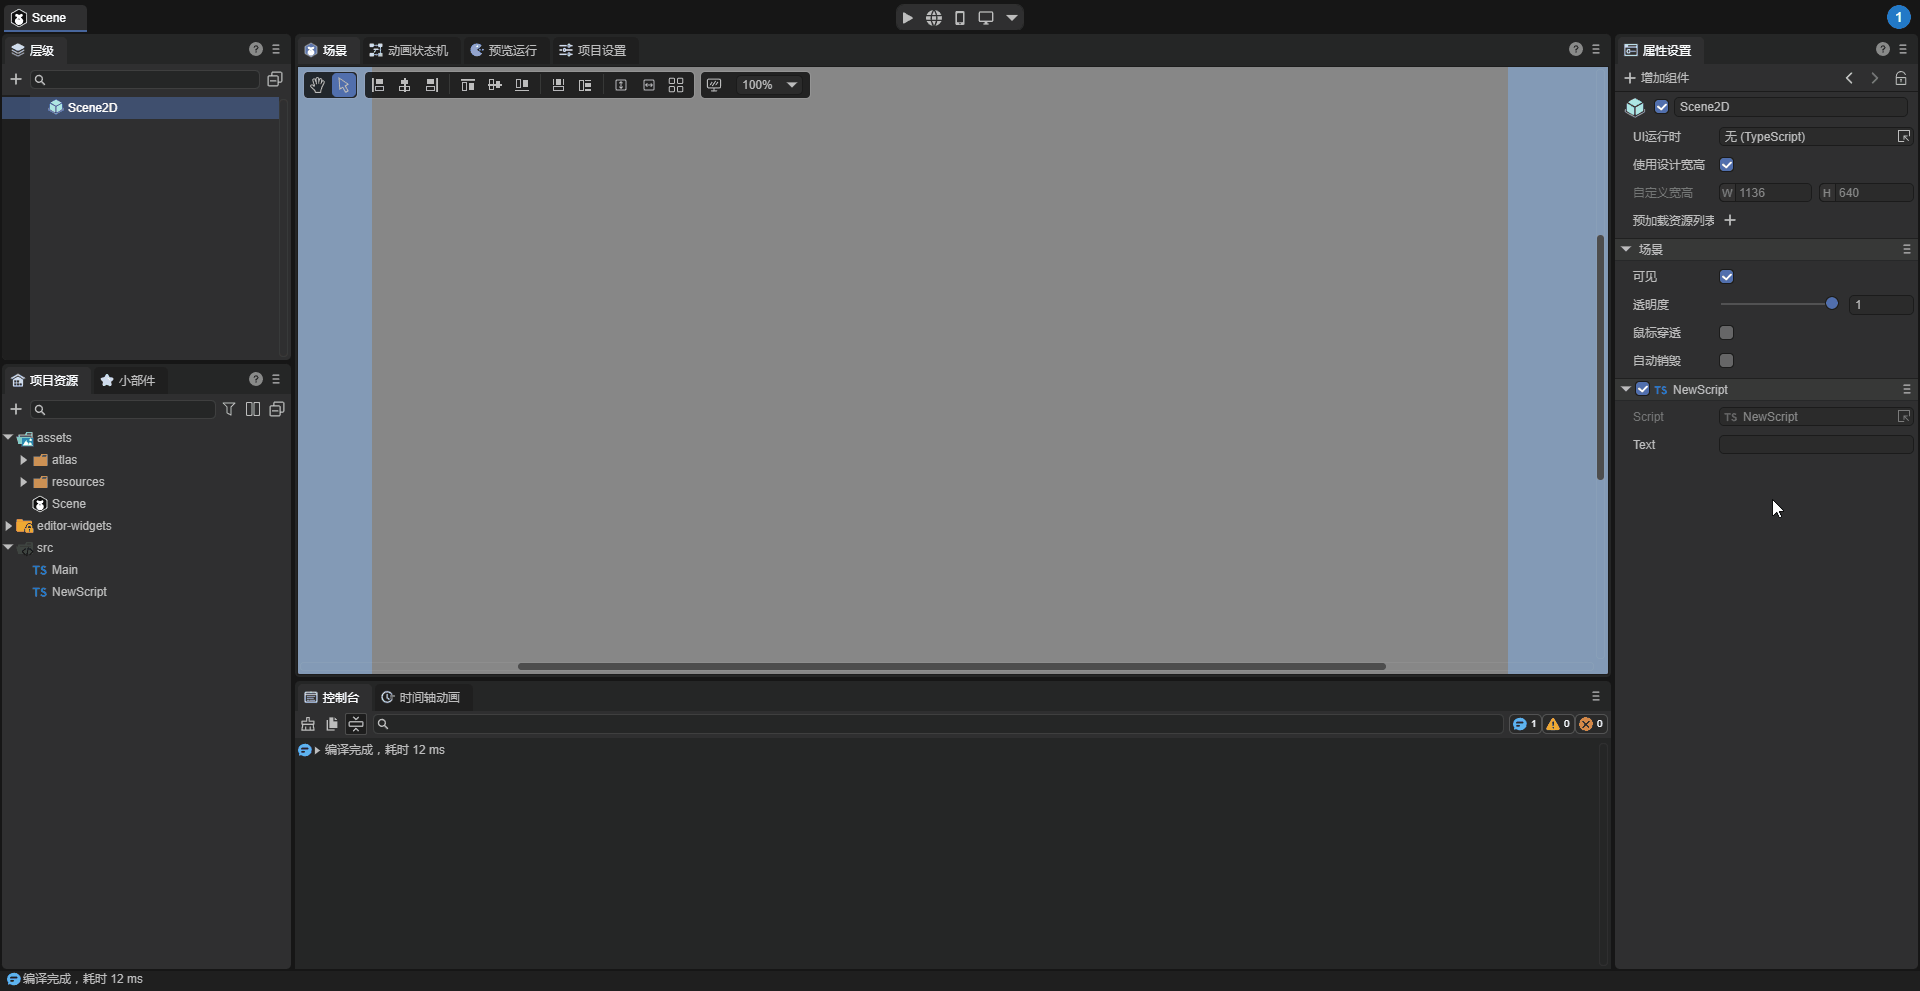 Scene
1
层级
Scene2D
项目资源
小部件
assets
atlas
resources
Scene
editor-widgets
src
TS Main
TS NewScript
场景
动画状态机
预览运行
项目设置
100%
控制台
时间轴动画
1
0
0
编译完成，耗时 12 ms
属性设置
增加组件
Scene2D
UI运行时
无 (TypeScript)
使用设计宽高
自定义宽高
W 1136
H 640
预加载资源列表
场景
可见
透明度
1
鼠标穿透
自动销毁
TS NewScript
Script
TS NewScript
Text
编译完成，耗时 12 ms